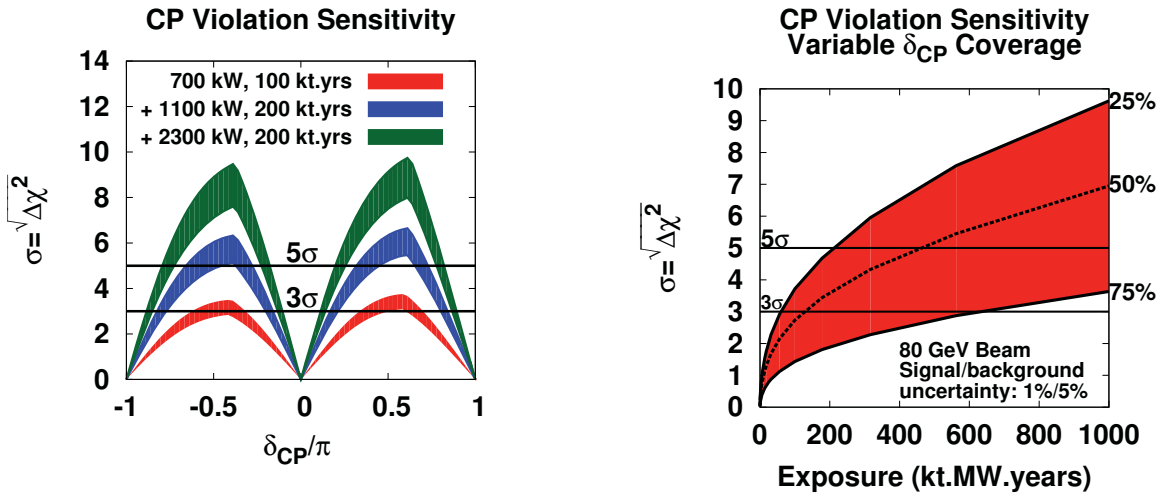 CP Violation Sensitivity
14
12
10
8
6
4
2
0
σ=√Δχ²
700 kW, 100 kt.yrs
+ 1100 kW, 200 kt.yrs
+ 2300 kW, 200 kt.yrs
5σ
3σ
-1 -0.5 0 0.5 1
δCP/π
CP Violation Sensitivity
Variable δCP Coverage
10
9
8
7
6
5
4
3
2
1
0
σ=√Δχ²
25%
50%
75%
5σ
3σ
80 GeV Beam
Signal/background
uncertainty: 1%/5%
0 200 400 600 800 1000
Exposure (kt.MW.years)